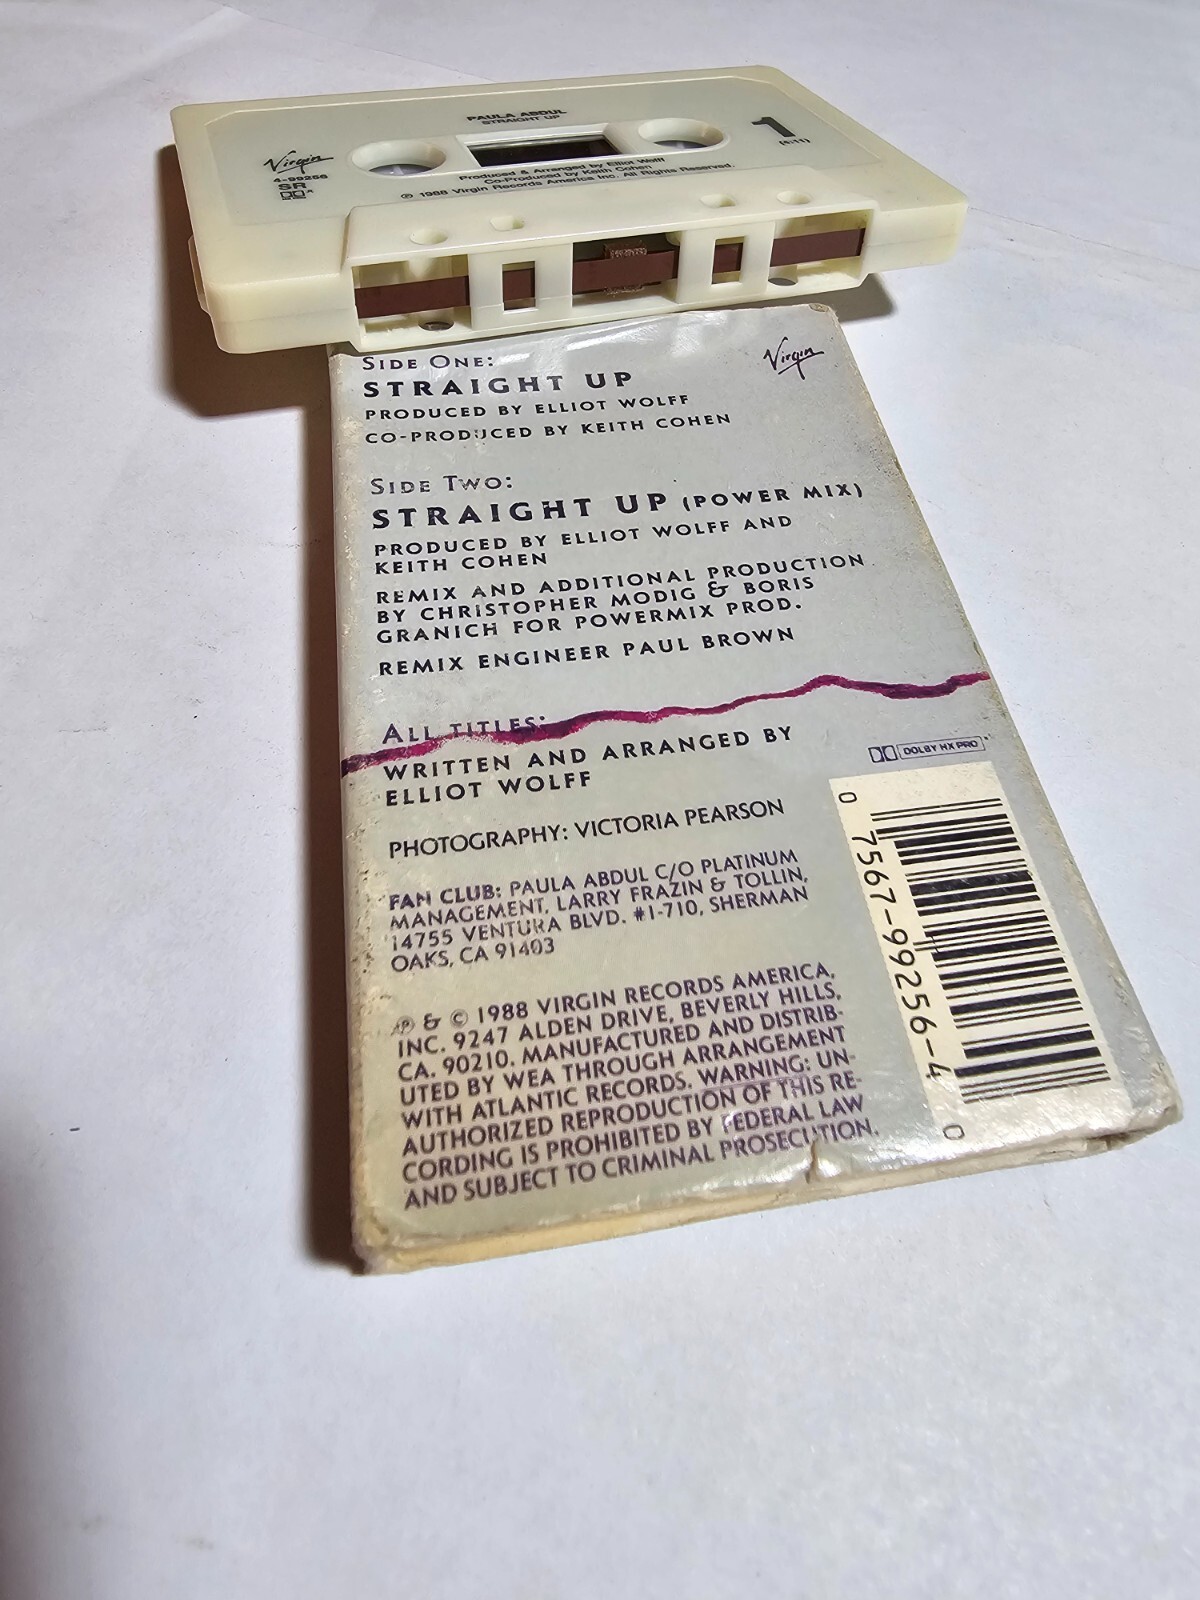 PAULA ABDUL
STRAIGHT UP
Virgin
4-99256
SR
1
(4:11)
Produced & Arranged by Elliot Wolff
Co-Produced by Keith Cohen
℗ 1988 Virgin Records America Inc. All Rights Reserved.
SIDE ONE:
Virgin
STRAIGHT UP
PRODUCED BY ELLIOT WOLFF
CO-PRODUCED BY KEITH COHEN
SIDE TWO:
STRAIGHT UP (POWER MIX)
PRODUCED BY ELLIOT WOLFF AND
KEITH COHEN
REMIX AND ADDITIONAL PRODUCTION
BY CHRISTOPHER MODIG & BORIS
GRANICH FOR POWERMIX PROD.
REMIX ENGINEER PAUL BROWN
ALL TITLES:
WRITTEN AND ARRANGED BY
ELLIOT WOLFF
DOLBY HX PRO
PHOTOGRAPHY: VICTORIA PEARSON
FAN CLUB: PAULA ABDUL C/O PLATINUM
MANAGEMENT, LARRY FRAZIN & TOLLIN,
14755 VENTURA BLVD. #1-710, SHERMAN
OAKS, CA 91403
℗ & © 1988 VIRGIN RECORDS AMERICA,
INC. 9247 ALDEN DRIVE, BEVERLY HILLS,
CA. 90210. MANUFACTURED AND DISTRIB-
UTED BY WEA THROUGH ARRANGEMENT
WITH ATLANTIC RECORDS. WARNING: UN-
AUTHORIZED REPRODUCTION OF THIS RE-
CORDING IS PROHIBITED BY FEDERAL LAW
AND SUBJECT TO CRIMINAL PROSECUTION.
0 7567-99256-4 0